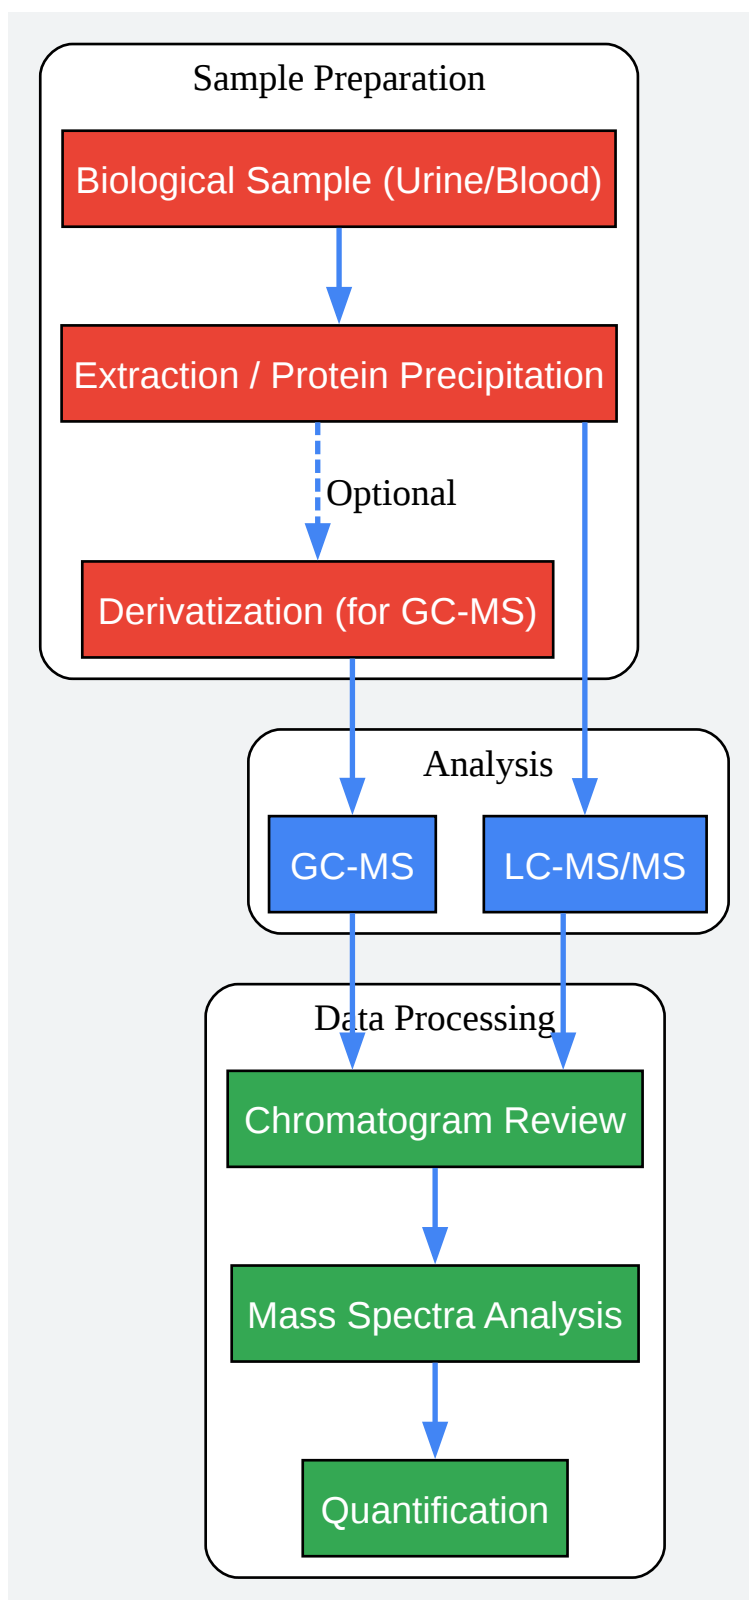 Sample Preparation
Biological Sample (Urine/Blood)
Extraction / Protein Precipitation
Optional
Derivatization (for GC-MS)
Analysis
GC-MS
LC-MS/MS
Data Processing
Chromatogram Review
Mass Spectra Analysis
Quantification